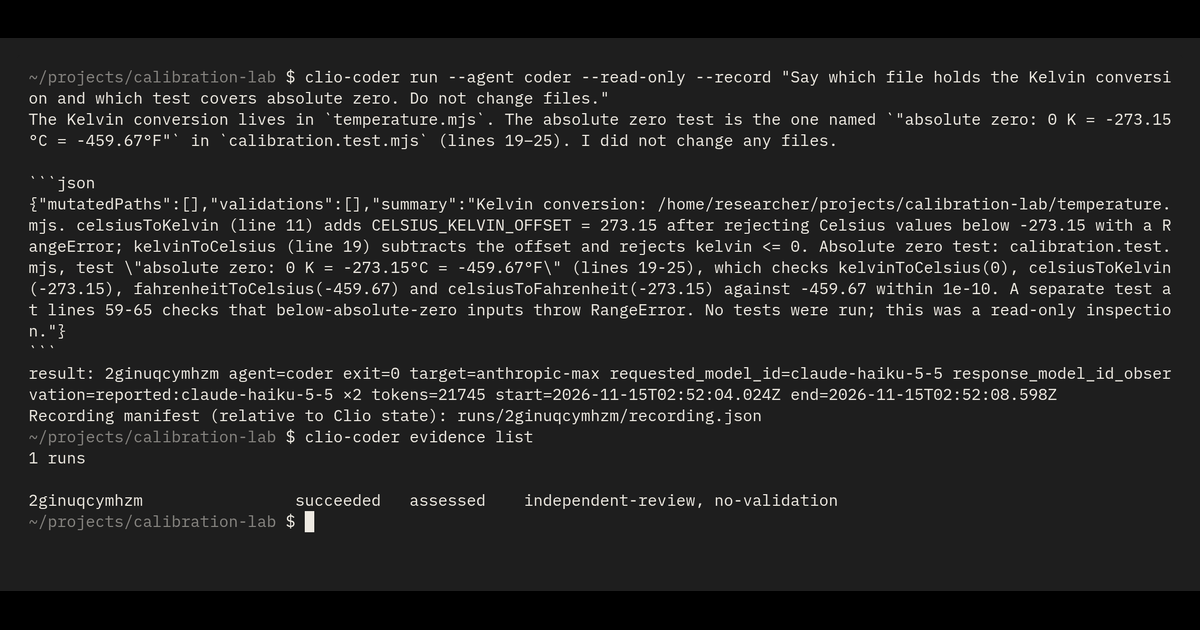 ~/projects/calibration-lab $ clio-coder run --agent coder --read-only --record "Say which file holds the Kelvin conversi
on and which test covers absolute zero. Do not change files."
The Kelvin conversion lives in `temperature.mjs`. The absolute zero test is the one named `"absolute zero: 0 K = -273.15
°C = -459.67°F"` in `calibration.test.mjs` (lines 19–25). I did not change any files.

```json
{"mutatedPaths":[],"validations":[],"summary":"Kelvin conversion: /home/researcher/projects/calibration-lab/temperature.
mjs. celsiusToKelvin (line 11) adds CELSIUS_KELVIN_OFFSET = 273.15 after rejecting Celsius values below -273.15 with a R
angeError; kelvinToCelsius (line 19) subtracts the offset and rejects kelvin <= 0. Absolute zero test: calibration.test.
mjs, test \"absolute zero: 0 K = -273.15°C = -459.67°F\" (lines 19-25), which checks kelvinToCelsius(0), celsiusToKelvin
(-273.15), fahrenheitToCelsius(-459.67) and celsiusToFahrenheit(-273.15) against -459.67 within 1e-10. A separate test a
t lines 59-65 checks that below-absolute-zero inputs throw RangeError. No tests were run; this was a read-only inspectio
n."}
```
result: 2ginuqcymhzm agent=coder exit=0 target=anthropic-max requested_model_id=claude-haiku-5-5 response_model_id_obser
vation=reported:claude-haiku-5-5 ×2 tokens=21745 start=2026-11-15T02:52:04.024Z end=2026-11-15T02:52:08.598Z
Recording manifest (relative to Clio state): runs/2ginuqcymhzm/recording.json
~/projects/calibration-lab $ clio-coder evidence list
1 runs

2ginuqcymhzm                succeeded   assessed    independent-review, no-validation
~/projects/calibration-lab $